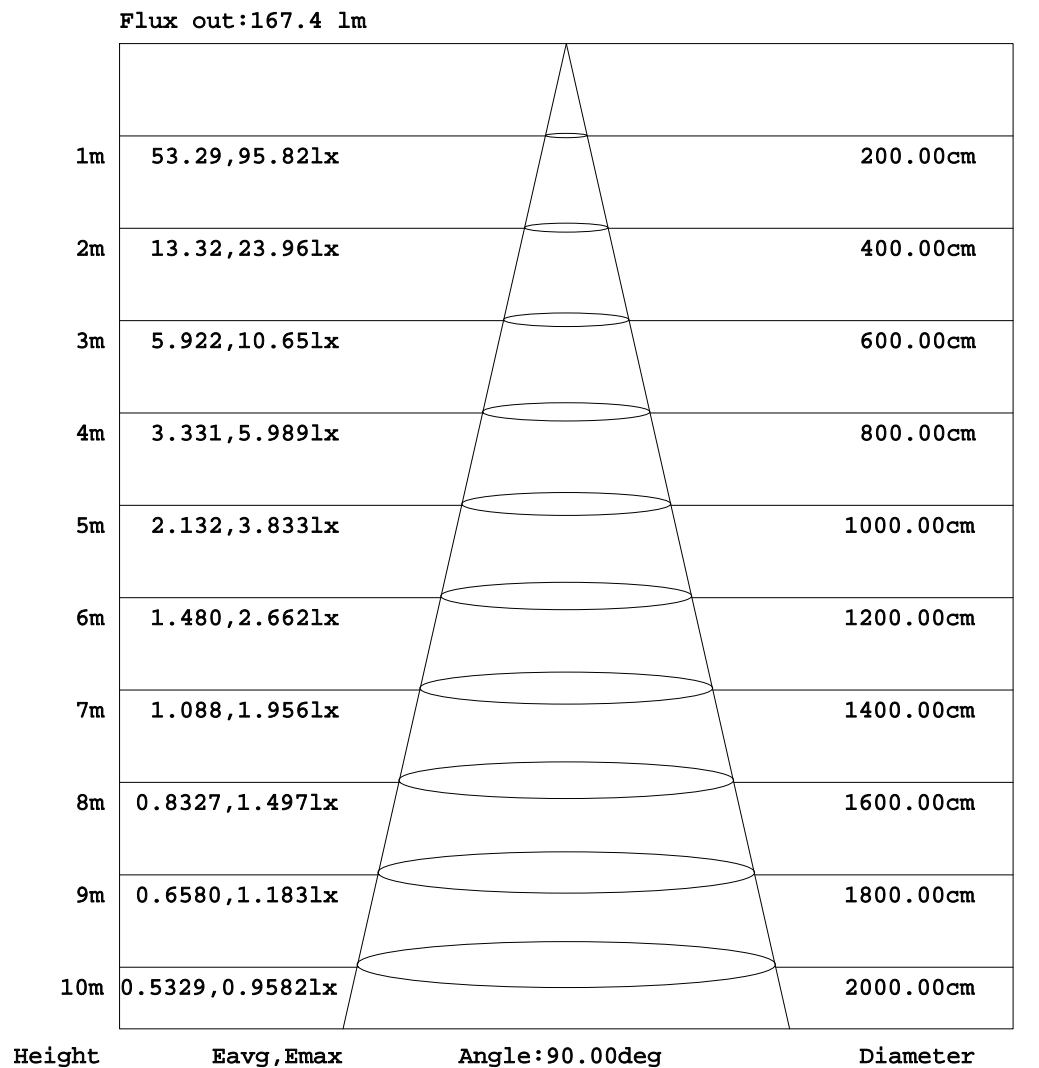 Flux out:167.4 lm
1m 53.29,95.82lx 200.00cm
2m 13.32,23.96lx 400.00cm
3m 5.922,10.65lx 600.00cm
4m 3.331,5.989lx 800.00cm
5m 2.132,3.833lx 1000.00cm
6m 1.480,2.662lx 1200.00cm
7m 1.088,1.956lx 1400.00cm
8m 0.8327,1.497lx 1600.00cm
9m 0.6580,1.183lx 1800.00cm
10m 0.5329,0.9582lx 2000.00cm
Height Eavg,Emax Angle:90.00deg Diameter